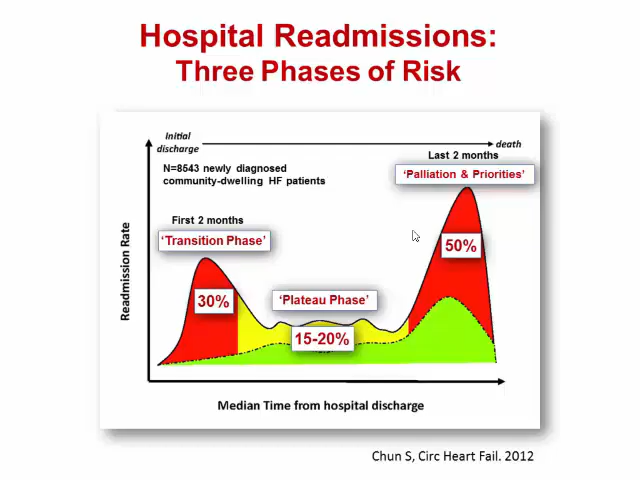 Hospital Readmissions:
Three Phases of Risk
Initial
discharge
death
Last 2 months
N=8543 newly diagnosed
community-dwelling HF patients
‘Palliation & Priorities’
First 2 months
‘Transition Phase’
50%
30%
‘Plateau Phase’
15-20%
Readmission Rate
Median Time from hospital discharge
Chun S, Circ Heart Fail. 2012